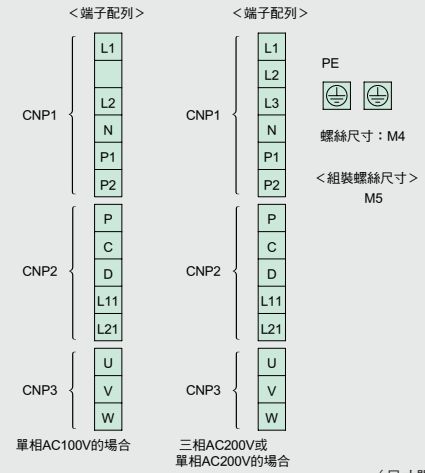 ＜端子配列＞
CNP1
L1
L2
N
P1
P2
CNP2
P
C
D
L11
L21
CNP3
U
V
W
單相AC100V的場合
＜端子配列＞
CNP1
L1
L2
L3
N
P1
P2
CNP2
P
C
D
L11
L21
CNP3
U
V
W
三相AC200V或
單相AC200V的場合
PE
螺絲尺寸：M4
＜組裝螺絲尺寸＞
M5